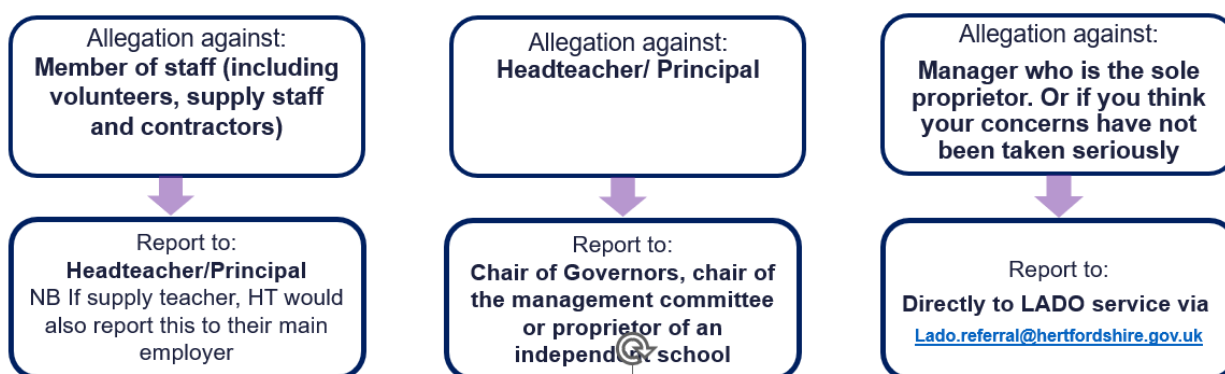 Allegation against:
Member of staff (including
volunteers, supply staff
and contractors)
Report to:
Headteacher/Principal
NB If supply teacher, HT would
also report this to their main
employer
Allegation against:
Headteacher/ Principal
Report to:
Chair of Governors, chair of
the management committee
or proprietor of an
independent school
Allegation against:
Manager who is the sole
proprietor. Or if you think
your concerns have not
been taken seriously
Report to:
Directly to LADO service via
Lado.referral@hertfordshire.gov.uk